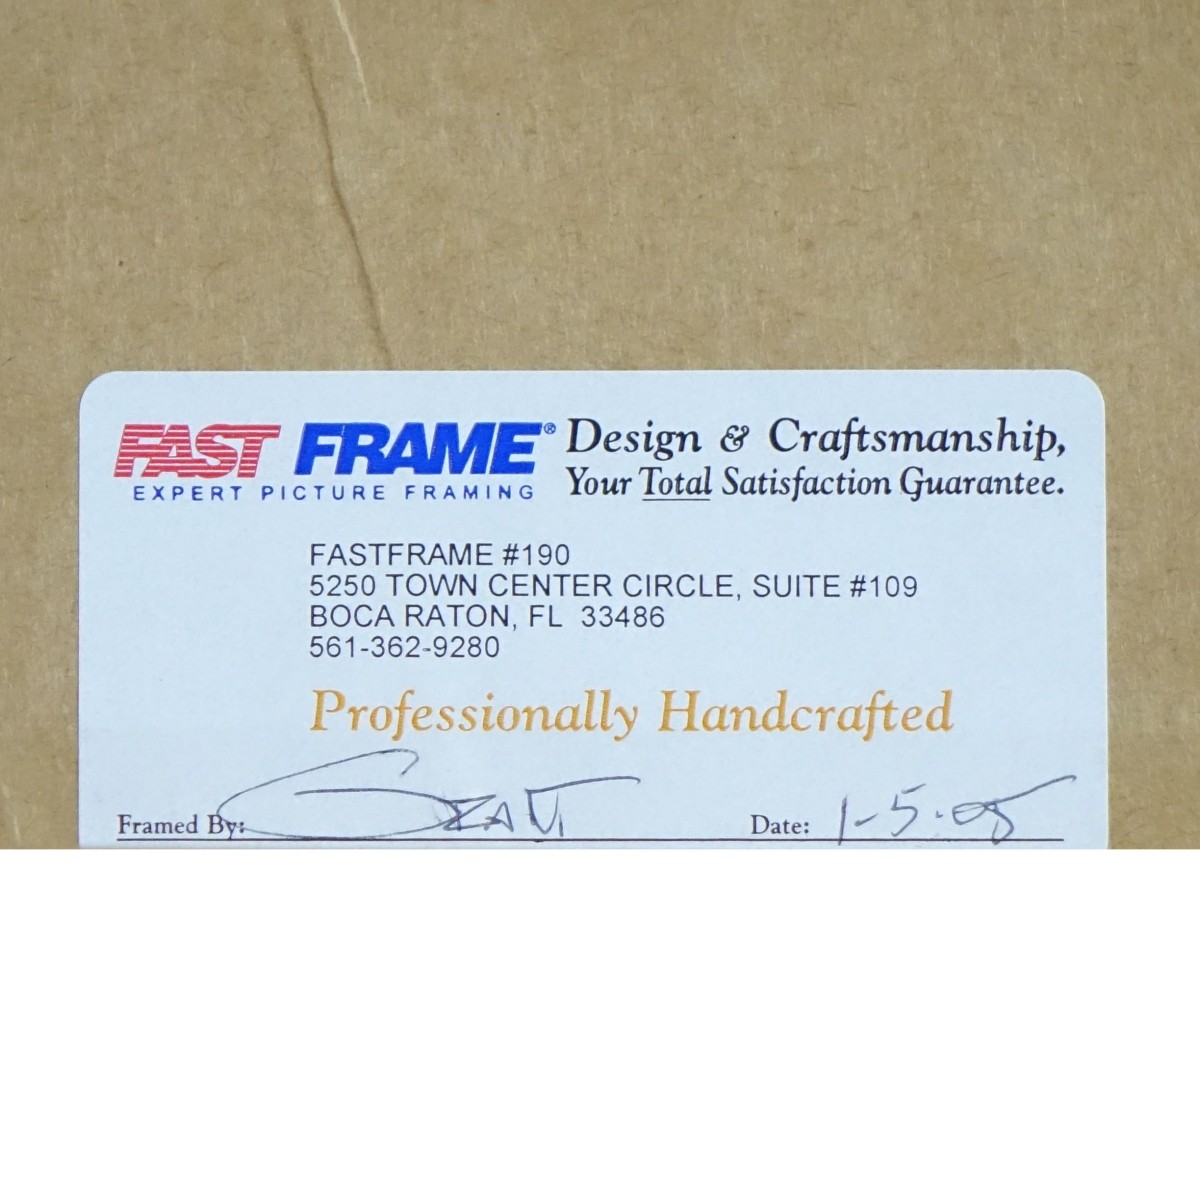 FAST FRAME® Design & Craftsmanship,
EXPERT PICTURE FRAMING Your Total Satisfaction Guarantee.
FASTFRAME #190
5250 TOWN CENTER CIRCLE, SUITE #109
BOCA RATON, FL 33486
561-362-9280
Professionally Handcrafted
Framed By: Date: 1-5-05